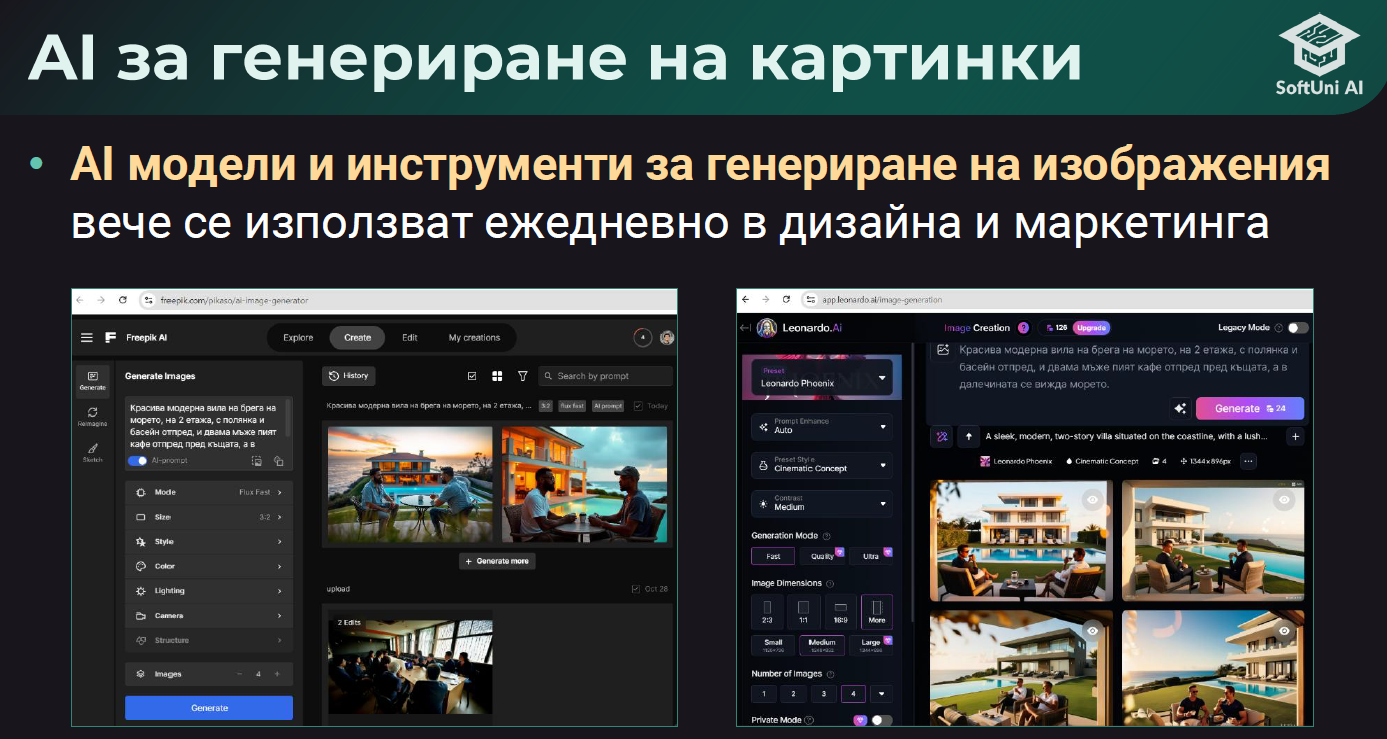 AI за генериране на картинки
SoftUni AI
• AI модели и инструменти за генериране на изображения
вече се използват ежедневно в дизайна и маркетинга
freepik.com/pikaso/ai-image-generator
Freepik AI
Explore
Create
Edit
My creations
4
Generate
Reimagine
Sketch
Generate Images
Красива модерна вила на брега на
морето, на 2 етажа, с полянка и
басейн отпред, и двама мъже пият
кафе отпред пред къщата, а в
AI-prompt
Mode Flux Fast
Size 3:2
Style
Color
Lighting
Camera
Structure
Images - 4 +
Generate
History
Search by prompt
Красива модерна вила на брега на морето, на 2 етажа, ... 3:2 Flux fast AI prompt Today
+ Generate more
upload Oct 28
2 Edits
app.leonardo.ai/image-generation
Leonardo.Ai
Image Creation ? 126 Upgrade
Legacy Mode
Preset
Leonardo Phoenix
Prompt Enhance
Auto
Preset Style
Cinematic Concept
Contrast
Medium
Generation Mode
Fast Quality Ultra
Image Dimensions
2:3 1:1 16:9 More
Small Medium Large
Number of Images
1 2 3 4
Private Mode
Красива модерна вила на брега на морето, на 2 етажа, с полянка и
басейн отпред, и двама мъже пият кафе отпред пред къщата, а в
далечината се вижда морето.
Generate 24
A sleek, modern, two-story villa situated on the coastline, with a lush...
Leonardo Phoenix Cinematic Concept 4 1344x896px